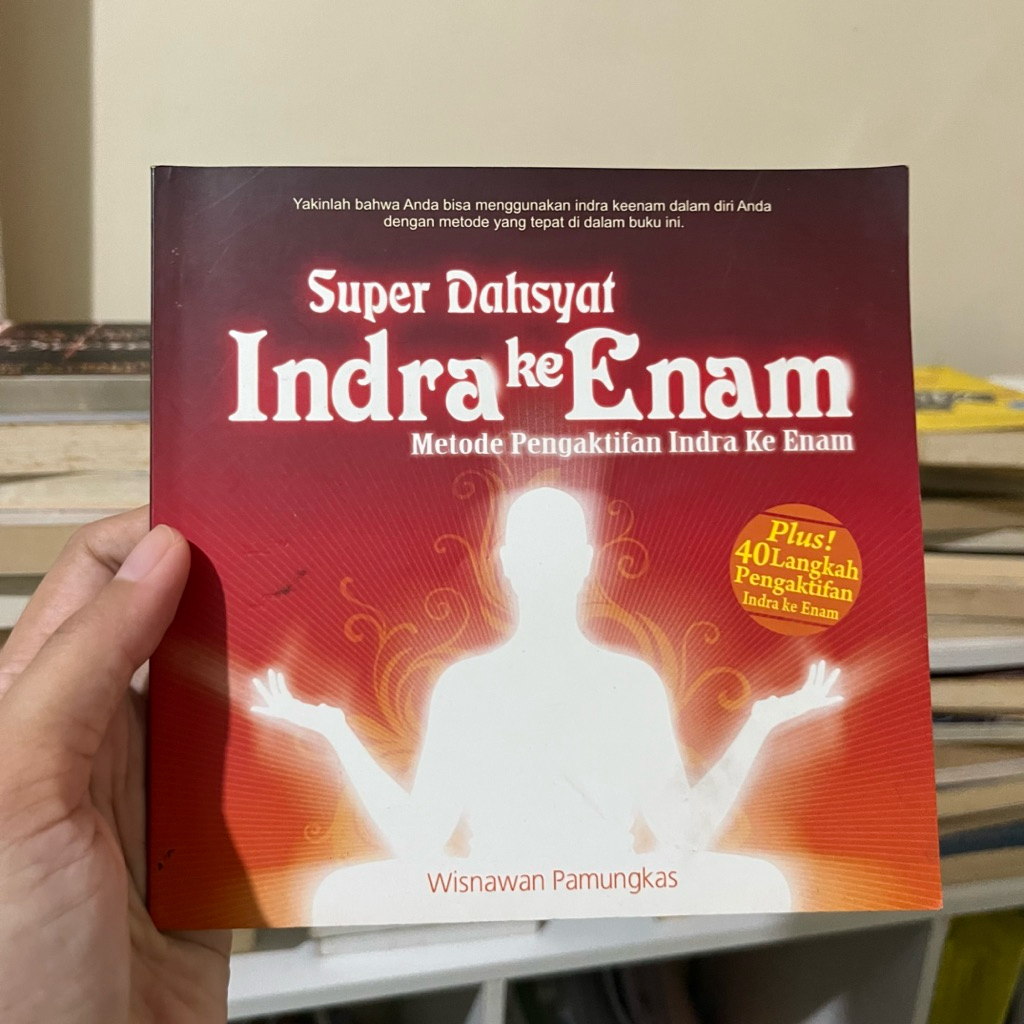 Yakinlah bahwa Anda bisa menggunakan indra keenam dalam diri Anda
dengan metode yang tepat di dalam buku ini.
Super Dahsyat
Indra ke Enam
Metode Pengaktifan Indra Ke Enam
Plus!
40 Langkah
Pengaktifan
Indra ke Enam
Wisnawan Pamungkas